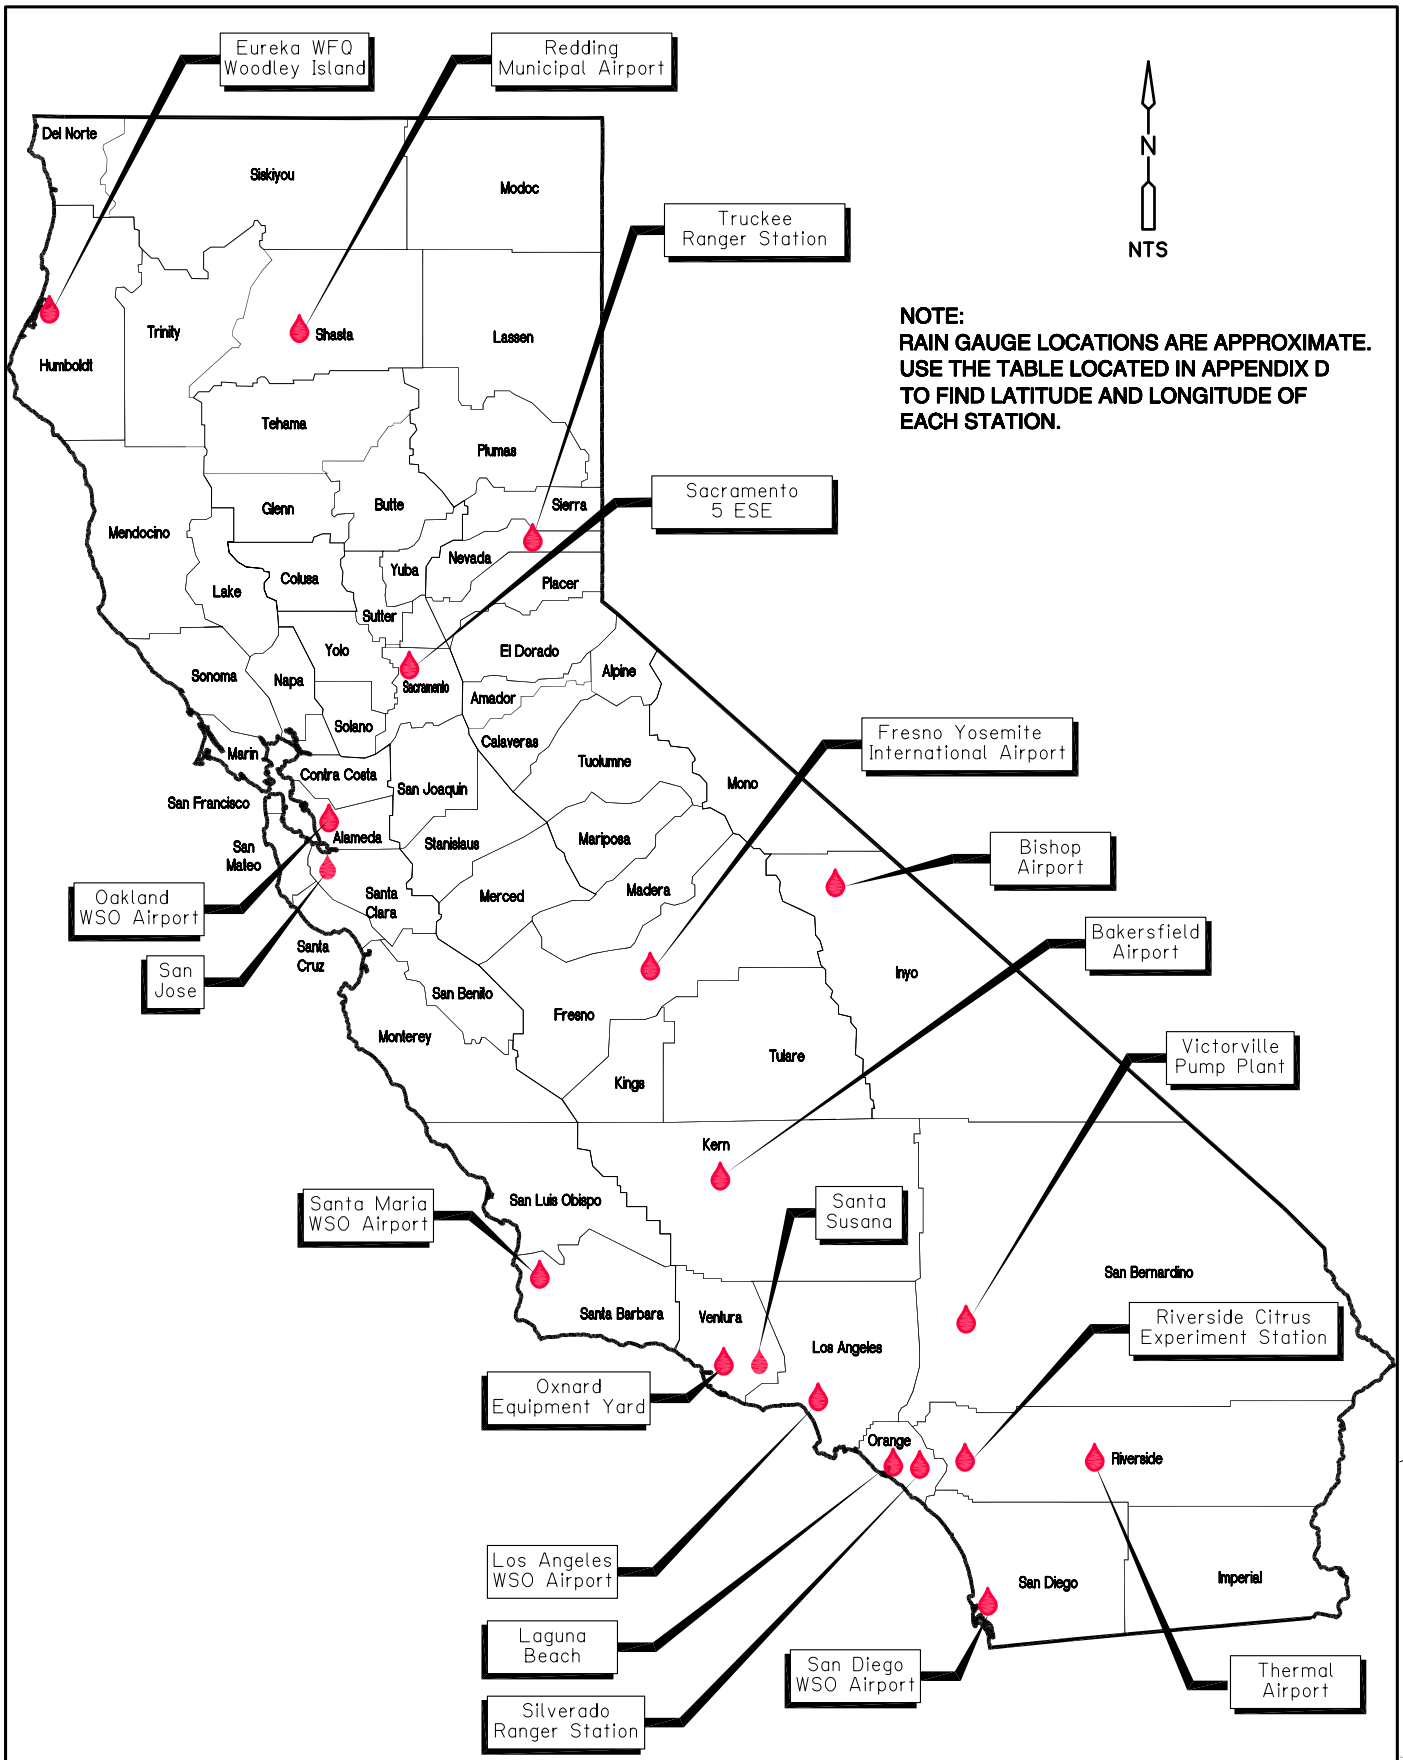 Eureka WFO
Woodley Island
Redding
Municipal Airport
Del Norte
Siskiyou
Modoc
N
NTS
Truckee
Ranger Station
NOTE:
RAIN GAUGE LOCATIONS ARE APPROXIMATE.
USE THE TABLE LOCATED IN APPENDIX D
TO FIND LATITUDE AND LONGITUDE OF
EACH STATION.
Trinity
Shasta
Lassen
Humboldt
Tehama
Plumas
Sacramento
5 ESE
Glenn
Butte
Sierra
Mendocino
Nevada
Yuba
Colusa
Placer
Lake
Sutter
Yolo
El Dorado
Sonoma
Napa
Sacramento
Alpine
Amador
Solano
Fresno Yosemite
International Airport
Marin
Calaveras
Tuolumne
Contra Costa
San Joaquin
Mono
San Francisco
Alameda
Stanislaus
Mariposa
San
Mateo
Bishop
Airport
Oakland
WSO Airport
Santa
Clara
Merced
Madera
Bakersfield
Airport
Santa
Cruz
San
Jose
San Benito
Inyo
Fresno
Monterey
Tulare
Kings
Victorville
Pump Plant
Kern
Santa Maria
WSO Airport
San Luis Obispo
Santa
Susana
San Bernardino
Santa Barbara
Ventura
Los Angeles
Riverside Citrus
Experiment Station
Oxnard
Equipment Yard
Orange
Riverside
Los Angeles
WSO Airport
San Diego
Imperial
Laguna
Beach
San Diego
WSO Airport
Thermal
Airport
Silverado
Ranger Station